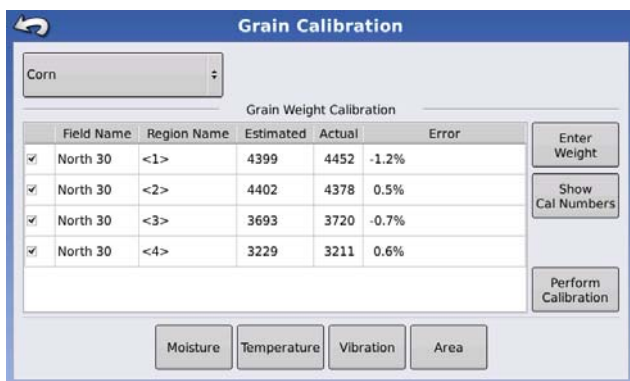 Grain Calibration
Corn
Grain Weight Calibration
Field Name Region Name Estimated Actual Error
North 30 <1> 4399 4452 -1.2%
North 30 <2> 4402 4378 0.5%
North 30 <3> 3693 3720 -0.7%
North 30 <4> 3229 3211 0.6%
Enter
Weight
Show
Cal Numbers
Perform
Calibration
Moisture Temperature Vibration Area